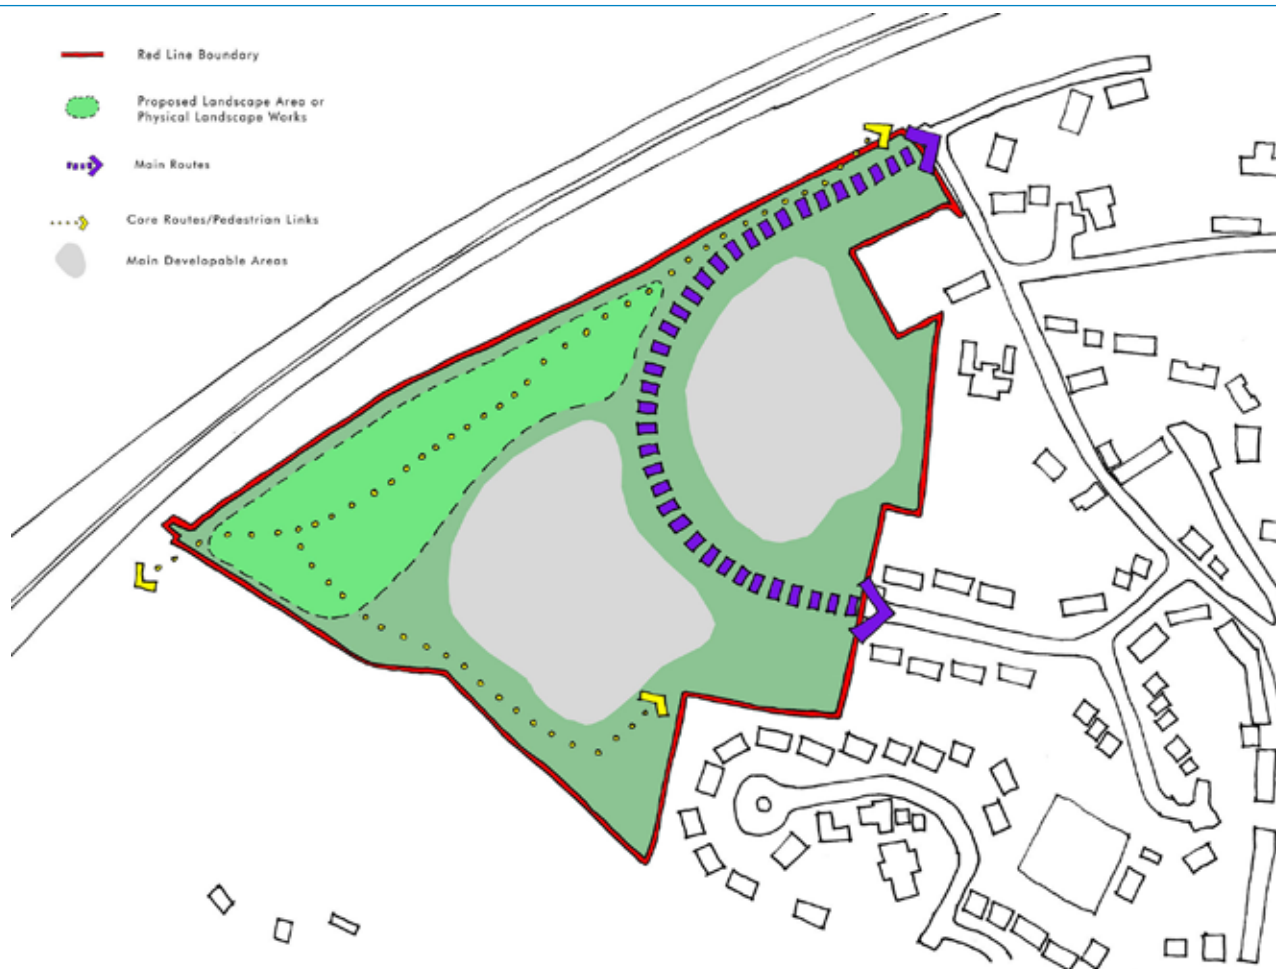 Red Line Boundary
Proposed Landscape Area or
Physical Landscape Works
Main Routes
Core Routes/Pedestrian Links
Main Developable Areas